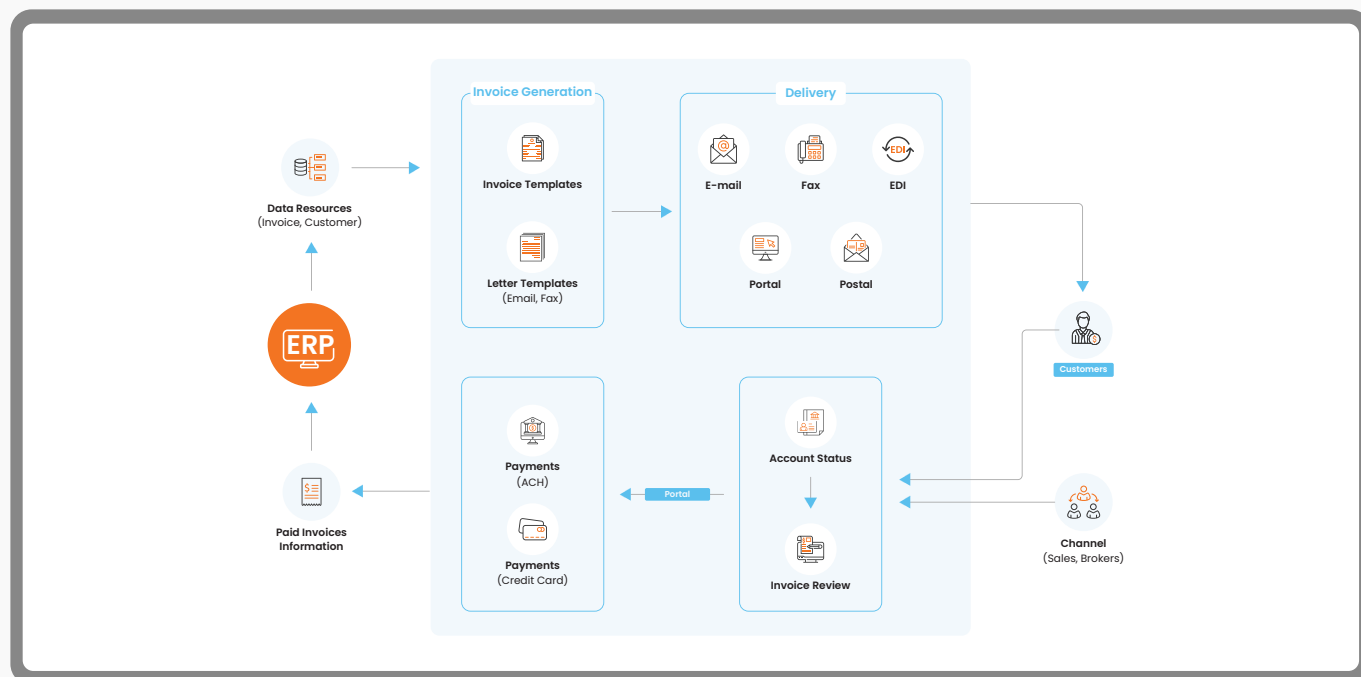 Invoice Generation
Delivery
Invoice Templates
Letter Templates
(Email, Fax)
E-mail
Fax
EDI
EDI
Portal
Postal
Data Resources
(Invoice, Customer)
ERP
Paid Invoices
Information
Customers
Channel
(Sales, Brokers)
Account Status
Invoice Review
Portal
Payments
(ACH)
Payments
(Credit Card)